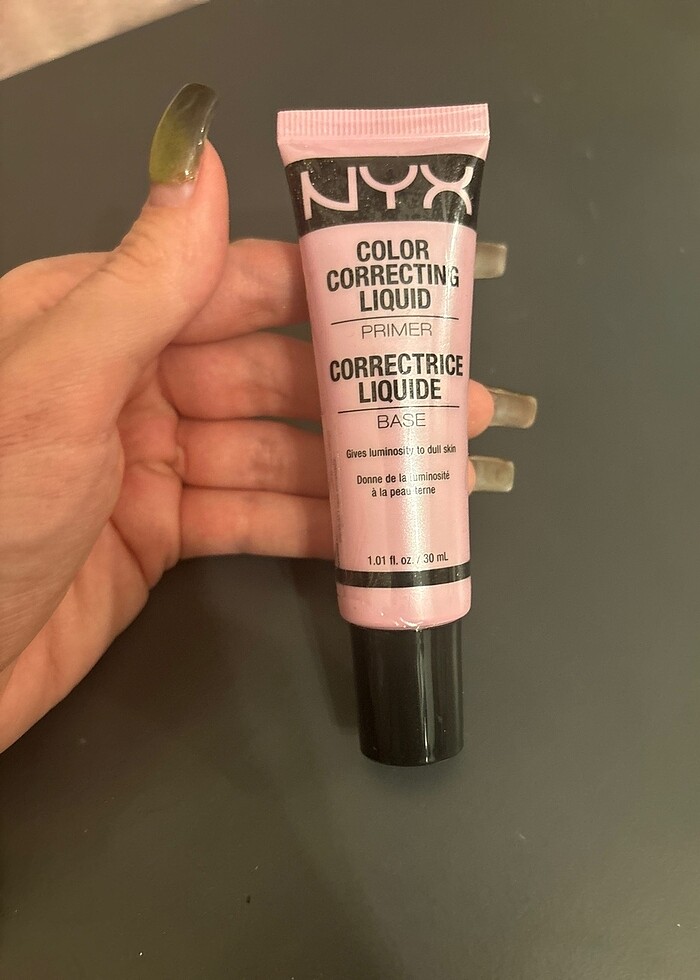 NYX
COLOR
CORRECTING
LIQUID
PRIMER
CORRECTRICE
LIQUIDE
BASE
Gives luminosity to dull skin
Donne de la luminosité
à la peau terne
1.01 fl. oz. / 30 mL